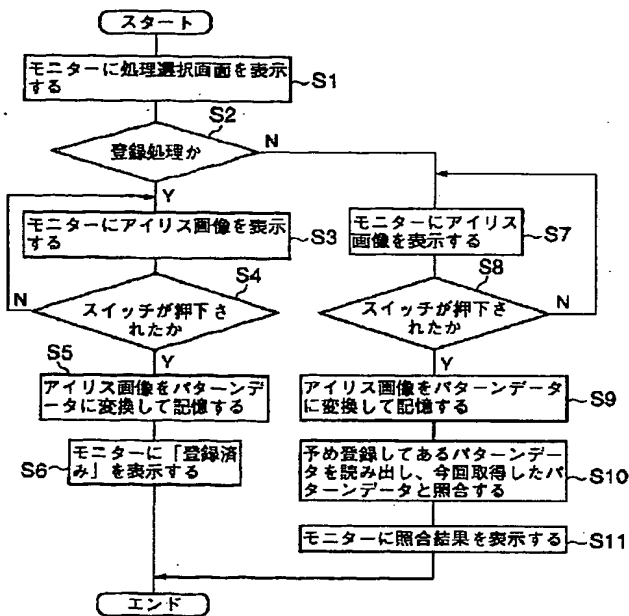 スタート
モニターに処理選択画面を表示
する
S1
S2
登録処理か
N
Y
モニターにアイリス画像を表示
する
S3
S4
スイッチが押下さ
れたか
N
Y
S5
アイリス画像をパターンデー
タに変換して記憶する
モニターに「登録済
み」を表示する
S6
モニターにアイリス
画像を表示する
S7
S8
スイッチが押下さ
れたか
N
Y
アイリス画像をパターンデータ
に変換して記憶する
S9
予め登録してあるパターンデー
タを読み出し、今回取得したパ
ターンデータと照合する
S10
モニターに照合結果を表示する
S11
エンド